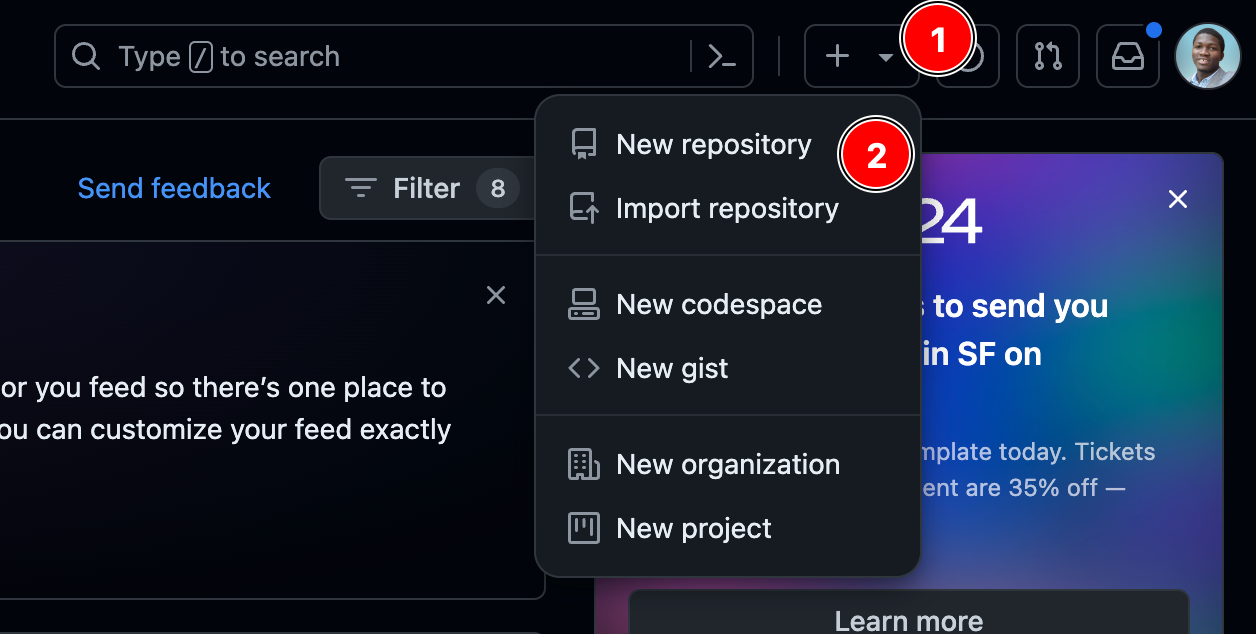 Type / to search
1
New repository
2
Import repository
New codespace
New gist
New organization
New project
Send feedback
Filter 8
or you feed so there's one place to
ou can customize your feed exactly
24
to send you
in SF on
template today. Tickets
ent are 35% off —
Learn more